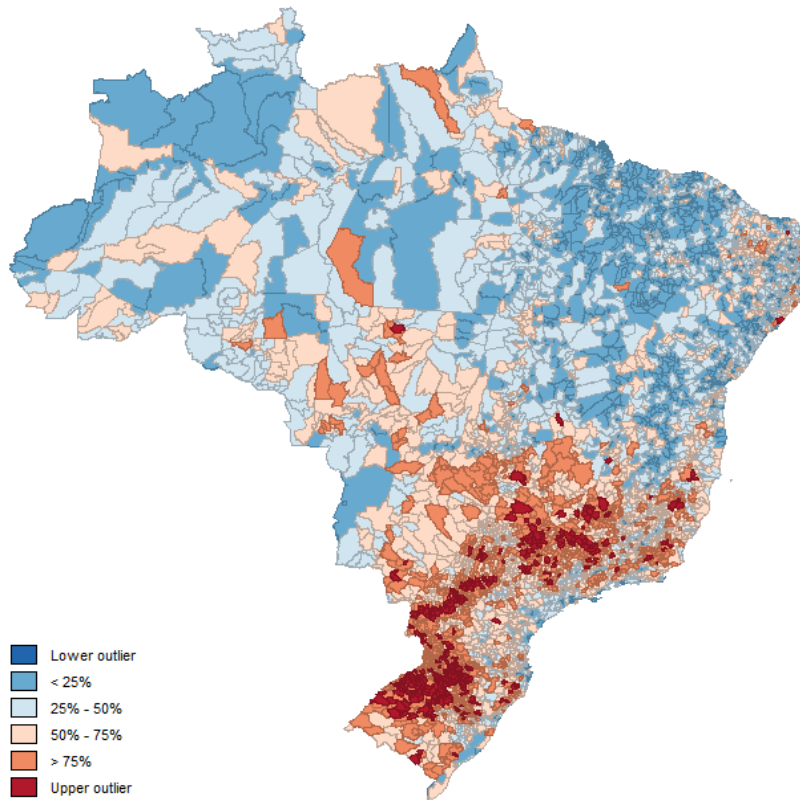 Lower outlier
< 25%
25% - 50%
50% - 75%
> 75%
Upper outlier